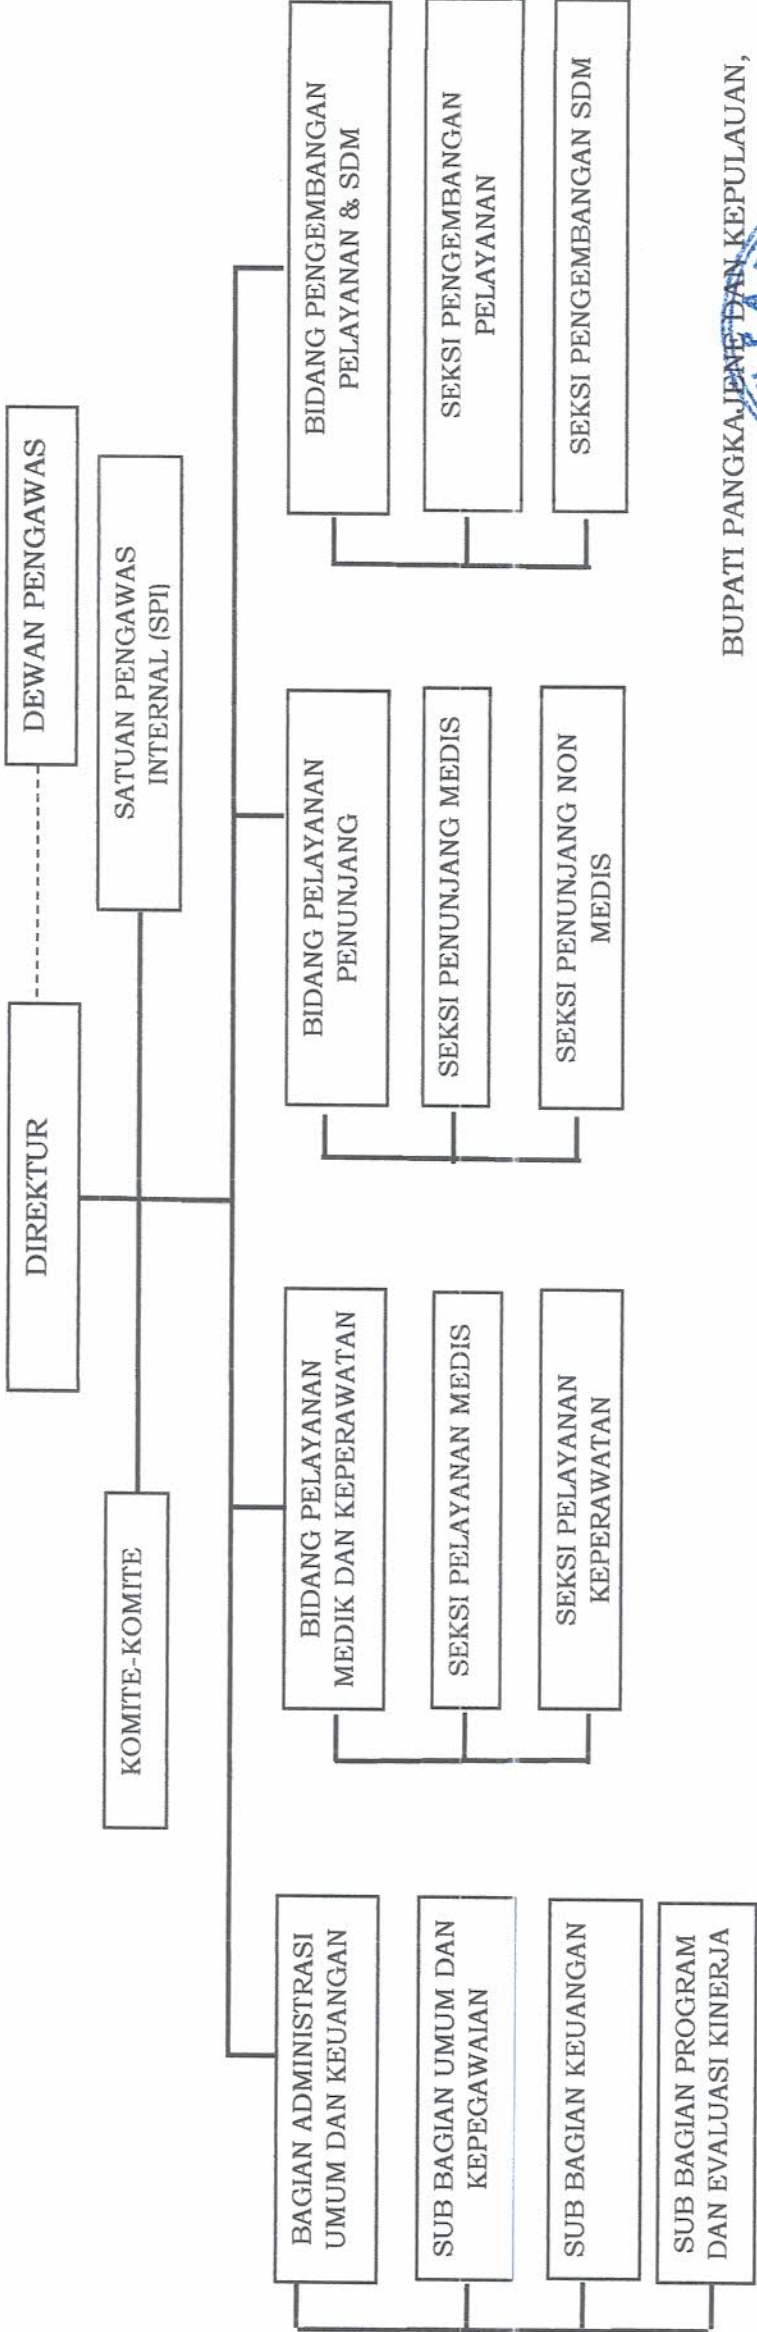 DIREKTUR
DEWAN PENGAWAS
KOMITE-KOMITE
SATUAN PENGAWAS
INTERNAL (SPI)
BAGIAN ADMINISTRASI
UMUM DAN KEUANGAN
SUB BAGIAN UMUM DAN
KEPEGAWAIAN
SUB BAGIAN KEUANGAN
SUB BAGIAN PROGRAM
DAN EVALUASI KINERJA
BIDANG PELAYANAN
MEDIK DAN KEPERAWATAN
SEKSI PELAYANAN MEDIS
SEKSI PELAYANAN
KEPERAWATAN
BIDANG PELAYANAN
PENUNJANG
SEKSI PENUNJANG MEDIS
SEKSI PENUNJANG NON
MEDIS
BIDANG PENGEMBANGAN
PELAYANAN & SDM
SEKSI PENGEMBANGAN
PELAYANAN
SEKSI PENGEMBANGAN SDM
BUPATI PANGKAJENE DAN KEPULAUAN,